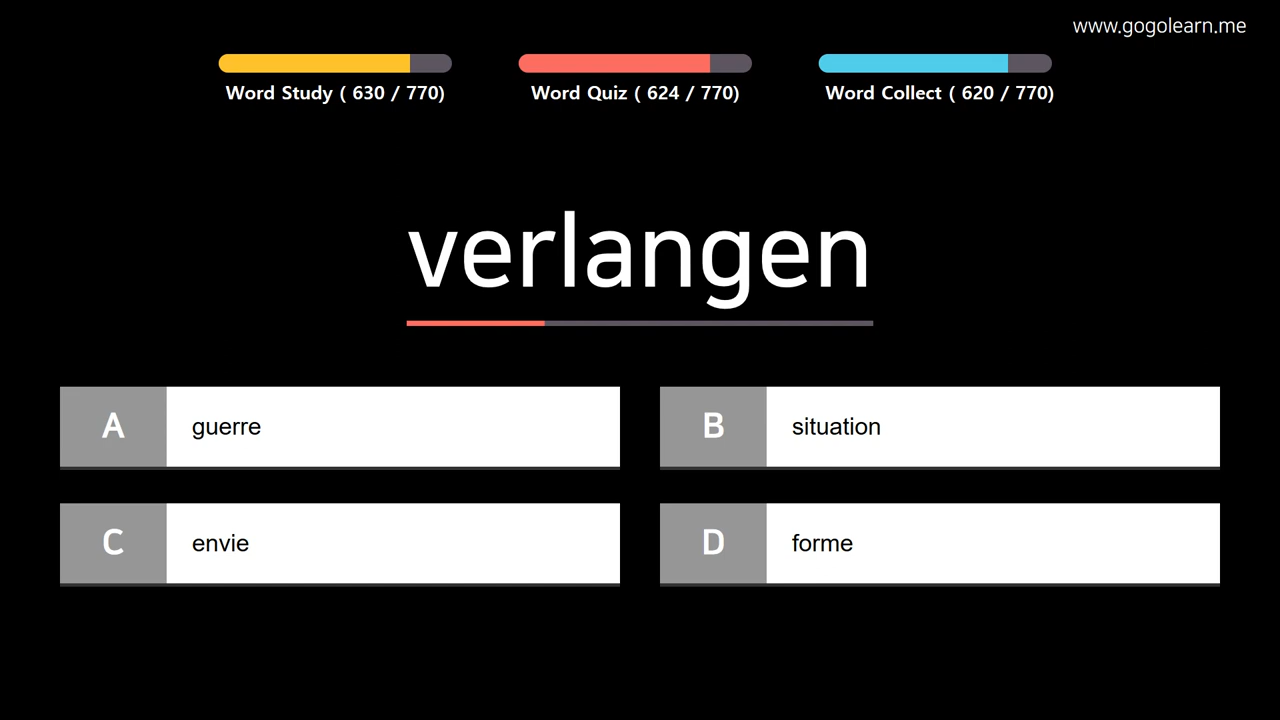 www.gogolearn.me
Word Study ( 630 / 770)
Word Quiz ( 624 / 770)
Word Collect ( 620 / 770)
verlangen
A guerre
B situation
C envie
D forme